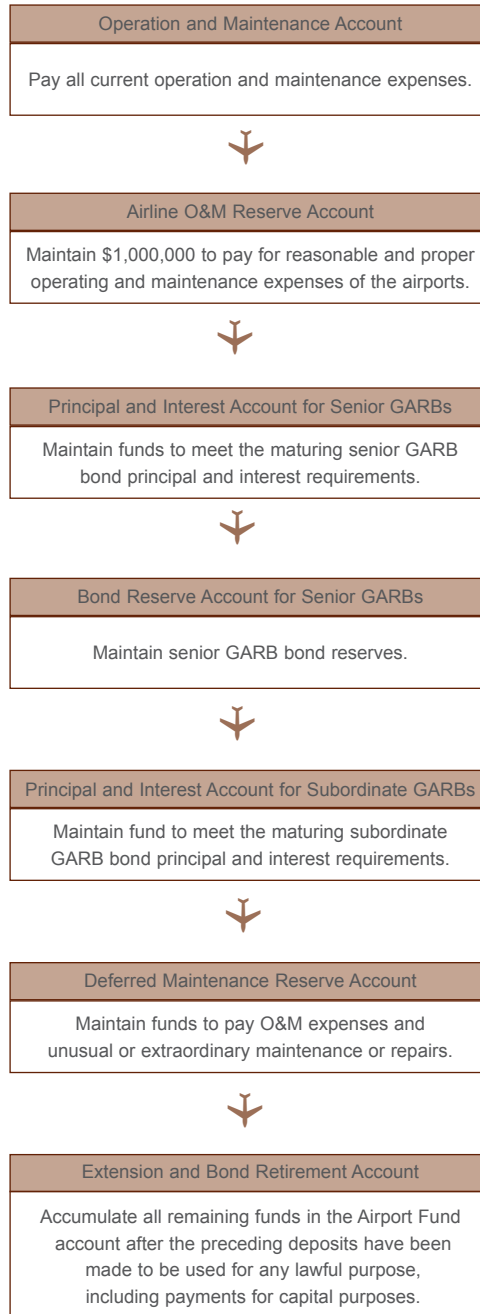 Operation and Maintenance Account
Pay all current operation and maintenance expenses.
Airline O&M Reserve Account
Maintain $1,000,000 to pay for reasonable and proper
operating and maintenance expenses of the airports.
Principal and Interest Account for Senior GARBs
Maintain funds to meet the maturing senior GARB
bond principal and interest requirements.
Bond Reserve Account for Senior GARBs
Maintain senior GARB bond reserves.
Principal and Interest Account for Subordinate GARBs
Maintain fund to meet the maturing subordinate
GARB bond principal and interest requirements.
Deferred Maintenance Reserve Account
Maintain funds to pay O&M expenses and
unusual or extraordinary maintenance or repairs.
Extension and Bond Retirement Account
Accumulate all remaining funds in the Airport Fund
account after the preceding deposits have been
made to be used for any lawful purpose,
including payments for capital purposes.